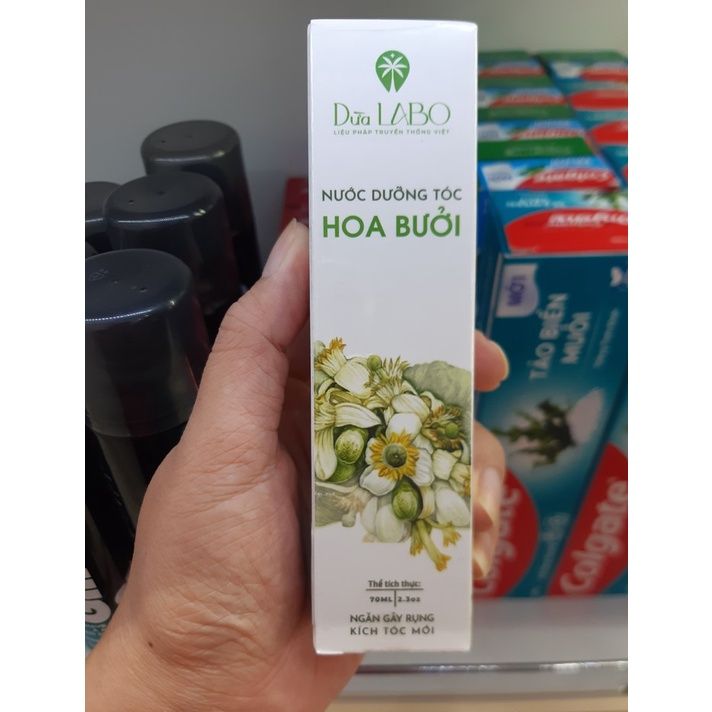 Dừa LABO
LIỆU PHÁP TRUYỀN THỐNG VIỆT
NƯỚC DƯỠNG TÓC
HOA BƯỞI
Thể tích thực:
70ML 2.3oz
NGĂN GÃY RỤNG
KÍCH TÓC MỚI
MỚI
TẢO BIỂN
MUỐI
Colgate
Colgate